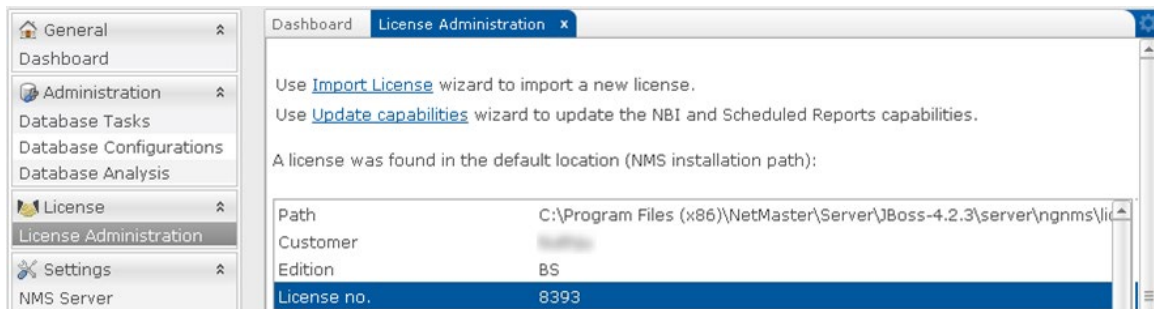 General
Dashboard
Administration
Database Tasks
Database Configurations
Database Analysis
License
License Administration
Settings
NMS Server
Dashboard
License Administration x
Use Import License wizard to import a new license.
Use Update capabilities wizard to update the NBI and Scheduled Reports capabilities.
A license was found in the default location (NMS installation path):
Path C:\Program Files (x86)\NetMaster\Server\JBoss-4.2.3\server\ngnms\
Customer
Edition BS
License no. 8393